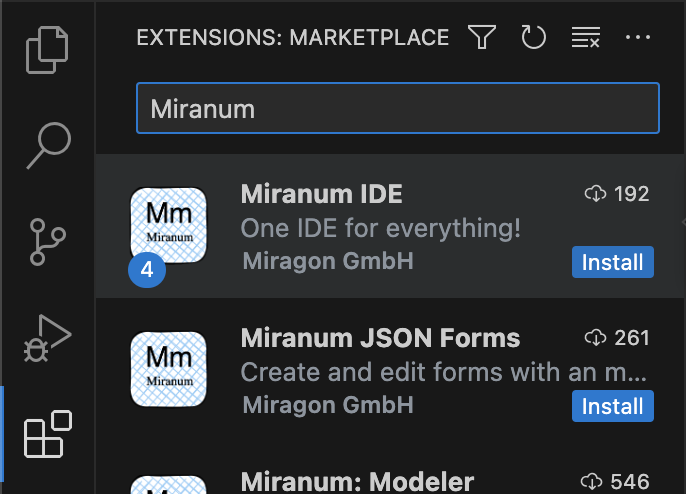 EXTENSIONS: MARKETPLACE
Miranum
Mm
Miranum
4
Miranum IDE
192
One IDE for everything!
Miragon GmbH
Install
Mm
Miranum
Miranum JSON Forms
261
Create and edit forms with an m...
Miragon GmbH
Install
Mm
Miranum: Modeler
546